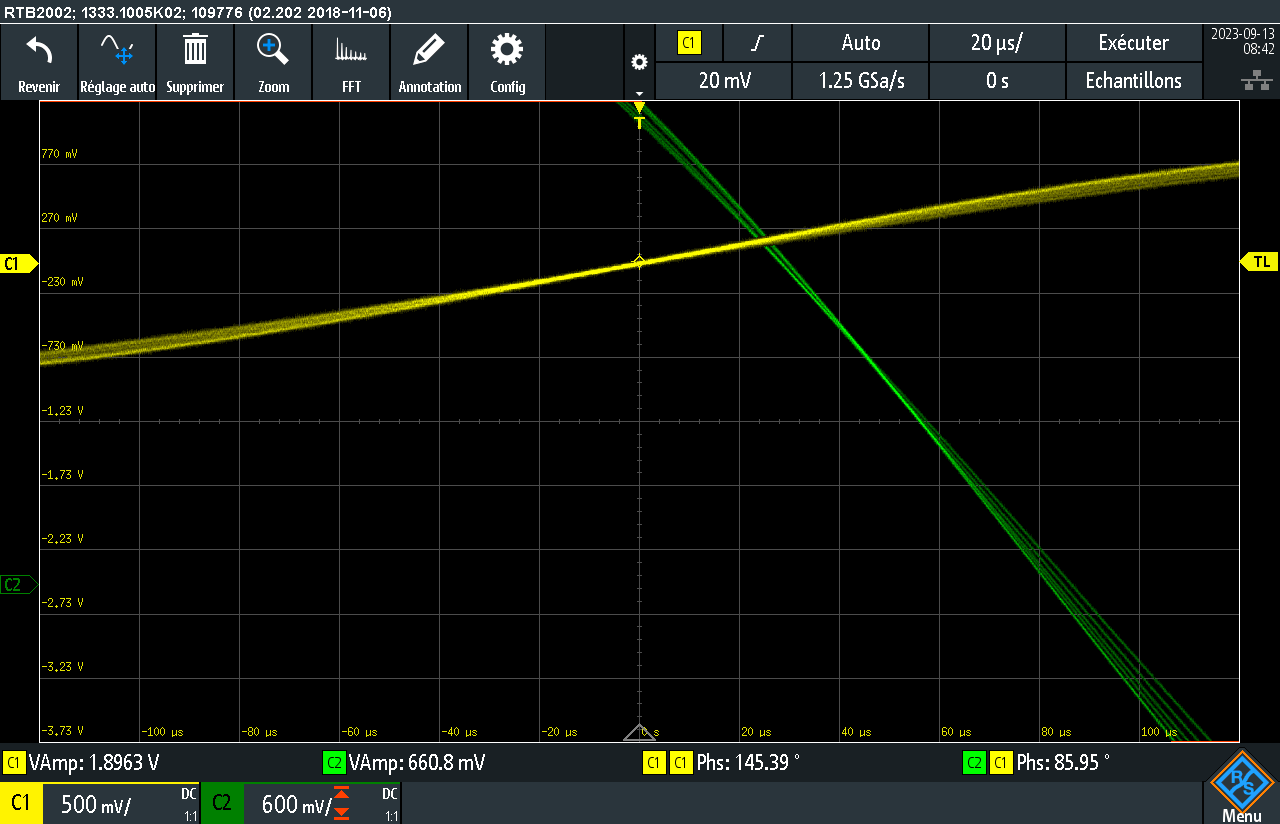 RTB2002; 1333.1005K02; 109776 (02.202 2018-11-06)
Revenir
Réglage auto
Supprimer
Zoom
FFT
Annotation
Config
C1
Auto
20 µs/
Exécuter
2023-09-13
08:42
20 mV
1.25 GSa/s
0 s
Echantillons
T
770 mV
270 mV
C1
TL
-230 mV
-730 mV
-1.23 V
-1.73 V
-2.23 V
C2
-2.73 V
-3.23 V
-3.73 V
-100 µs
-80 µs
-60 µs
-40 µs
-20 µs
0 s
20 µs
40 µs
60 µs
80 µs
100 µs
C1 VAmp: 1.8963 V
C2 VAmp: 660.8 mV
C1 C1 Phs: 145.39 °
C2 C1 Phs: 85.95 °
C1 500 mV/ DC 1:1
C2 600 mV/ DC 1:1
R S
Menu